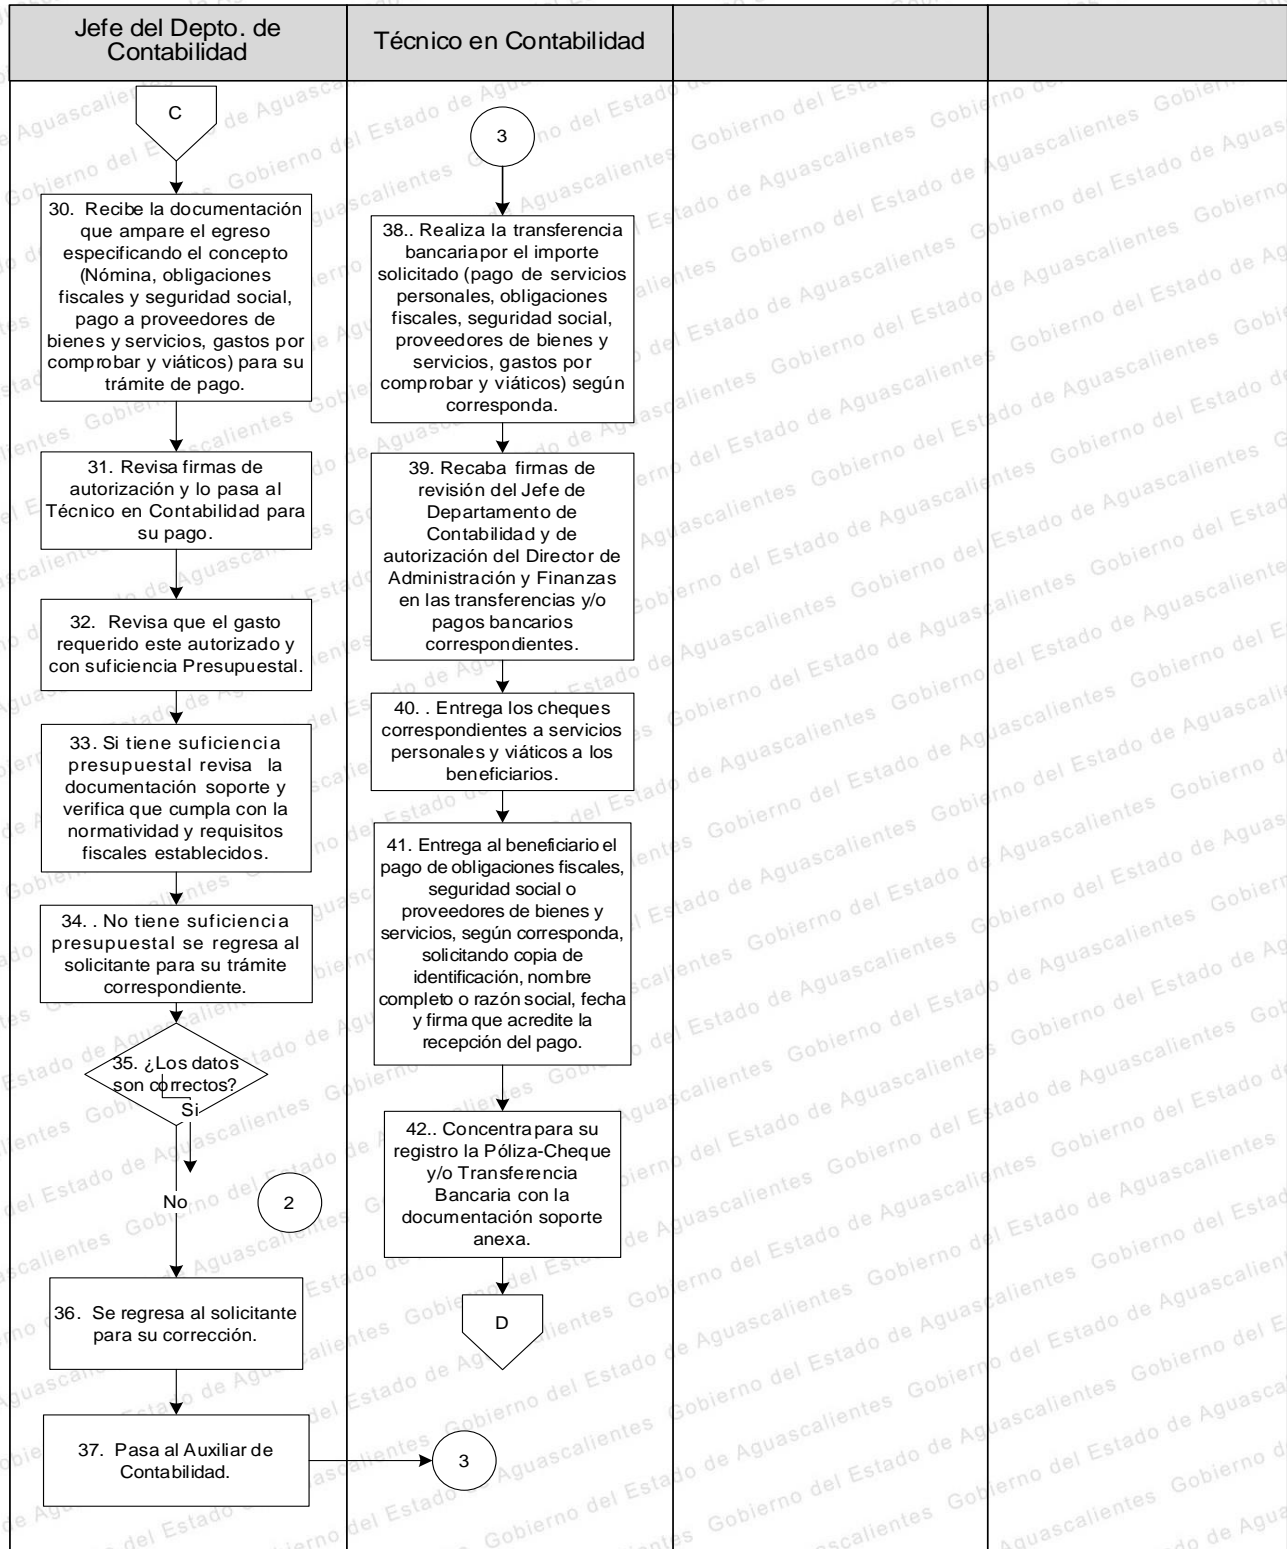 Jefe del Depto. de
Contabilidad
Técnico en Contabilidad
C
30. Recibe la documentación
que ampare el egreso
especificando el concepto
(Nómina, obligaciones
fiscales y seguridad social,
pago a proveedores de
bienes y servicios, gastos por
comprobar y viáticos) para su
trámite de pago.
31. Revisa firmas de
autorización y lo pasa al
Técnico en Contabilidad para
su pago.
32. Revisa que el gasto
requerido este autorizado y
con suficiencia Presupuestal.
33. Si tiene suficiencia
presupuestal revisa la
documentación soporte y
verifica que cumpla con la
normatividad y requisitos
fiscales establecidos.
34. . No tiene suficiencia
presupuestal se regresa al
solicitante para su trámite
correspondiente.
35. ¿Los datos
son correctos?
Si
No
2
36. Se regresa al solicitante
para su corrección.
37. Pasa al Auxiliar de
Contabilidad.
3
3
38.. Realiza la transferencia
bancariapor el importe
solicitado (pago de servicios
personales, obligaciones
fiscales, seguridad social,
proveedores de bienes y
servicios, gastos por
comprobar y viáticos) según
corresponda.
39. Recaba firmas de
revisión del Jefe de
Departamento de
Contabilidad y de
autorización del Director de
Administración y Finanzas
en las transferencias y/o
pagos bancarios
correspondientes.
40. . Entrega los cheques
correspondientes a servicios
personales y viáticos a los
beneficiarios.
41. Entrega al beneficiario el
pago de obligaciones fiscales,
seguridad social o
proveedores de bienes y
servicios, según corresponda,
solicitando copia de
identificación, nombre
completo o razón social, fecha
y firma que acredite la
recepción del pago.
42.. Concentra para su
registro la Póliza-Cheque
y/o Transferencia
Bancaria con la
documentación soporte
anexa.
D